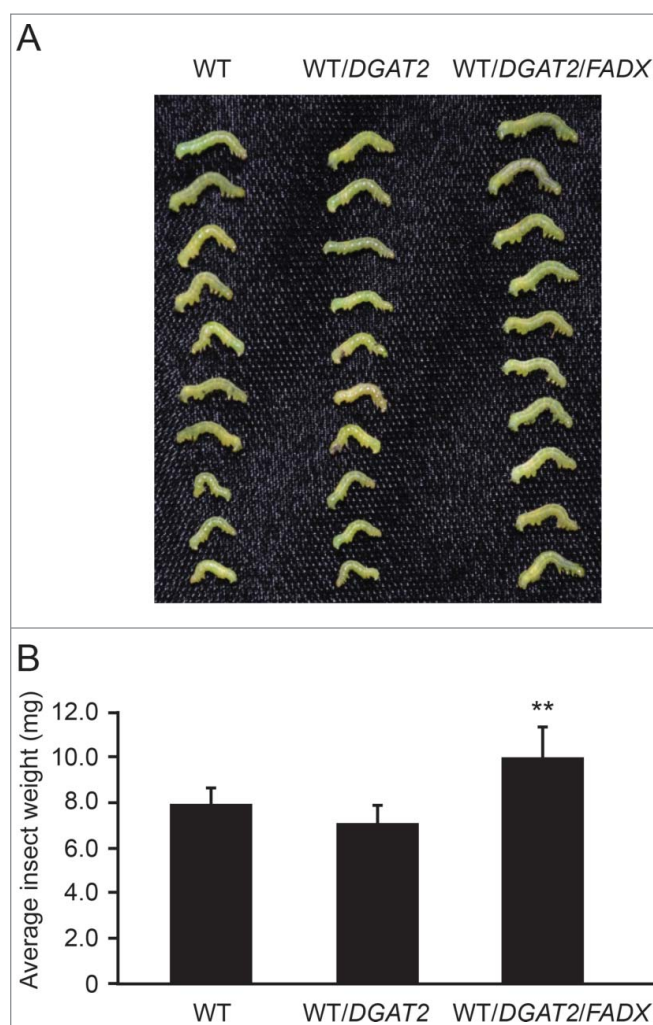 A
WT WT/DGAT2 WT/DGAT2/FADX
B
Average insect weight (mg)
12.0
10.0
8.0
6.0
4.0
2.0
0
**
WT WT/DGAT2 WT/DGAT2/FADX